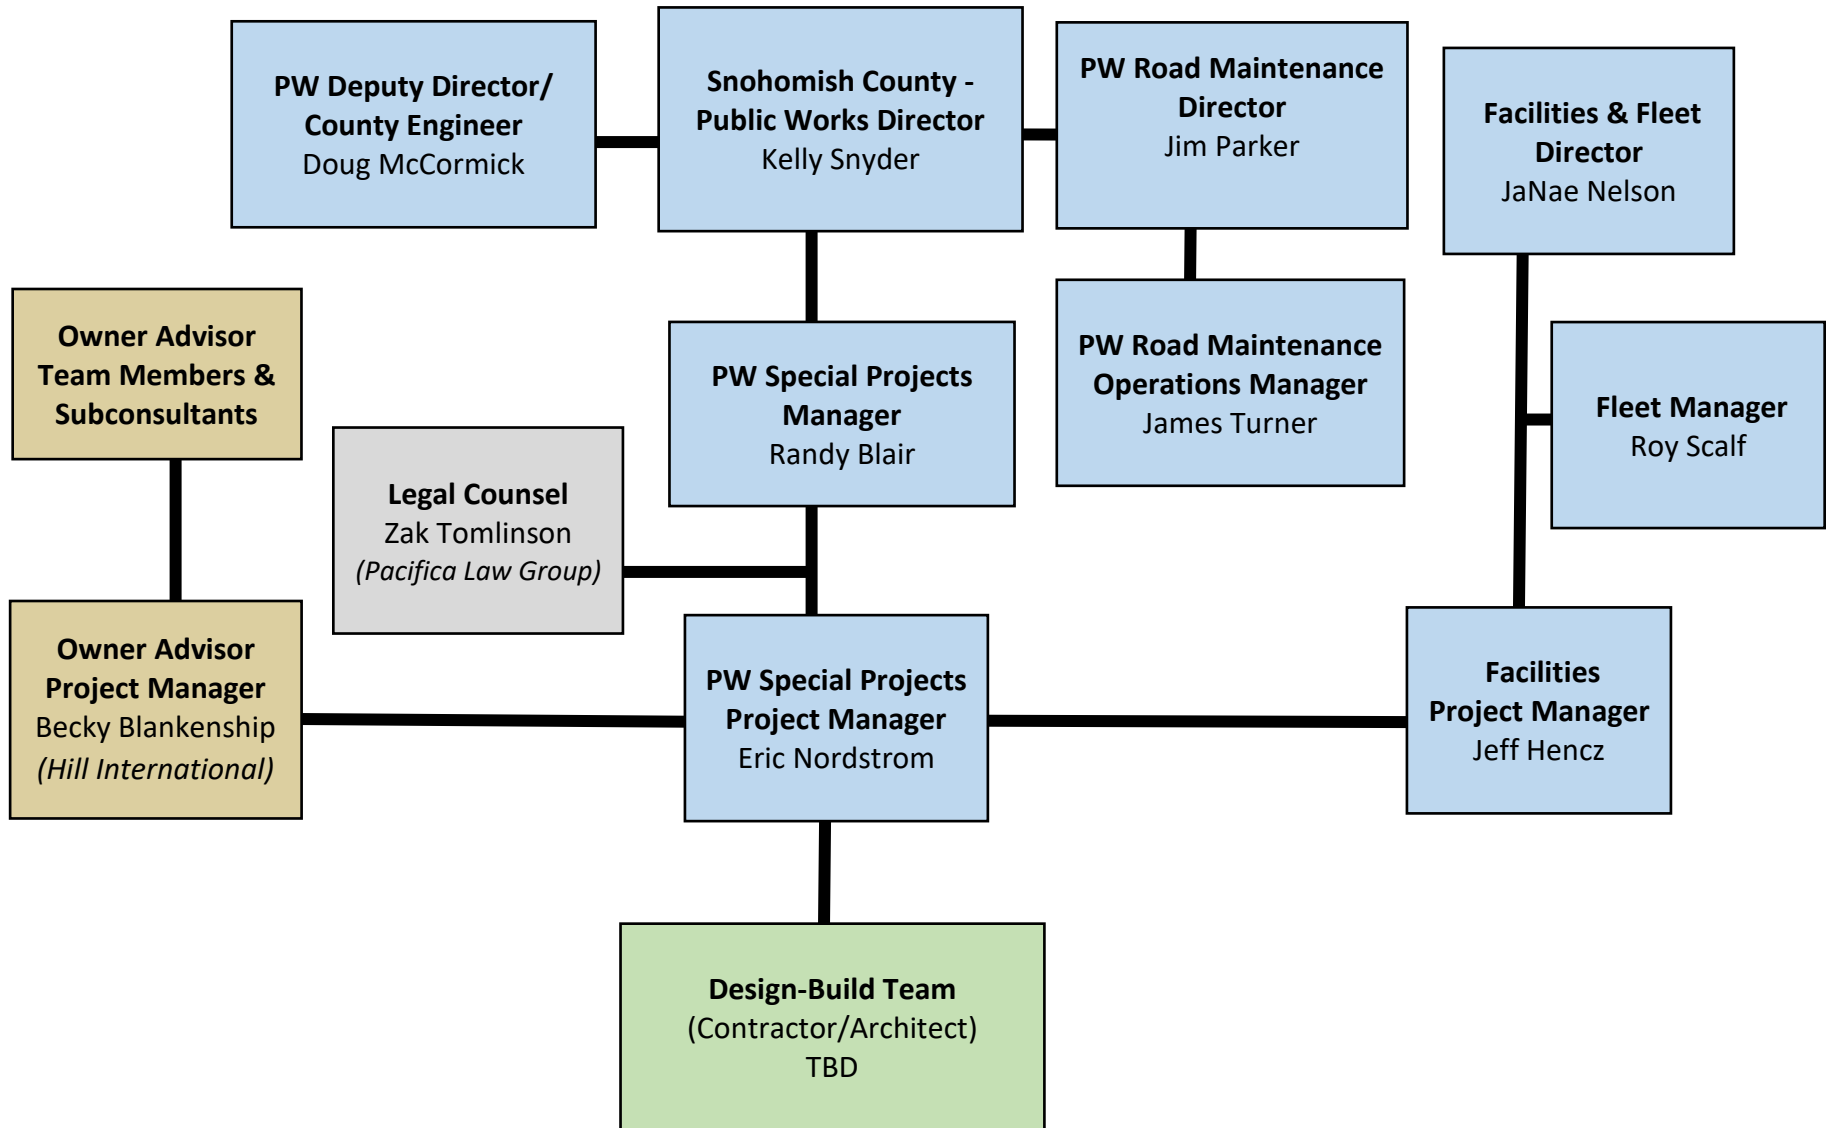 PW Deputy Director/
County Engineer
Doug McCormick
Snohomish County -
Public Works Director
Kelly Snyder
PW Road Maintenance
Director
Jim Parker
Facilities & Fleet
Director
JaNae Nelson
Owner Advisor
Team Members &
Subconsultants
PW Special Projects
Manager
Randy Blair
PW Road Maintenance
Operations Manager
James Turner
Fleet Manager
Roy Scalf
Legal Counsel
Zak Tomlinson
(Pacifica Law Group)
Owner Advisor
Project Manager
Becky Blankenship
(Hill International)
PW Special Projects
Project Manager
Eric Nordstrom
Facilities
Project Manager
Jeff Hencz
Design-Build Team
(Contractor/Architect)
TBD